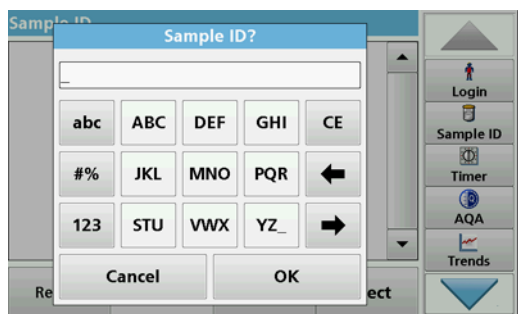 Sample ID?
_
abc ABC DEF GHI CE
#% JKL MNO PQR
123 STU VWX YZ_
Cancel OK
Login
Sample ID
Timer
AQA
Trends